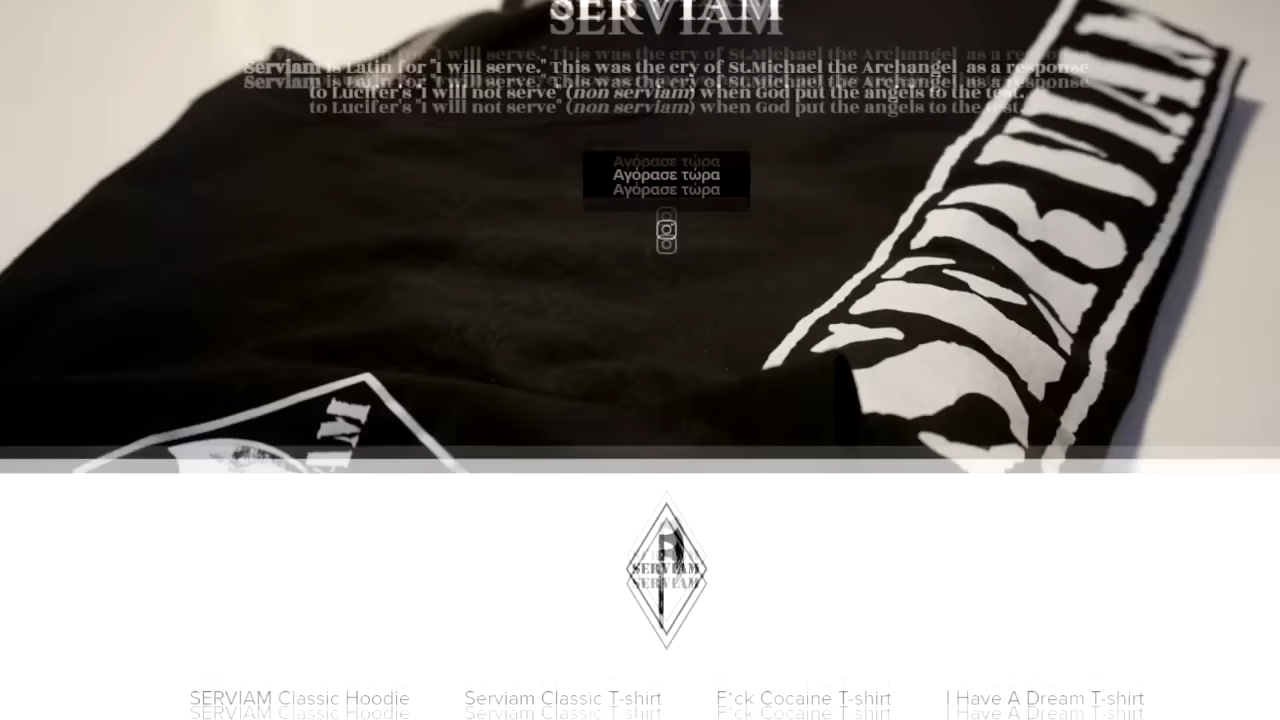 SERVIAM
Serviam is Latin for "I will serve." This was the cry of St.Michael the Archangel as a response
to Lucifer's "I will not serve" (non serviam) when God put the angels to the test.
Αγόρασε τώρα
SERVIAM
SERVIAM
SERVIAM Classic Hoodie
Serviam Classic T-shirt
F*ck Cocaine T-shirt
I Have A Dream T-shirt